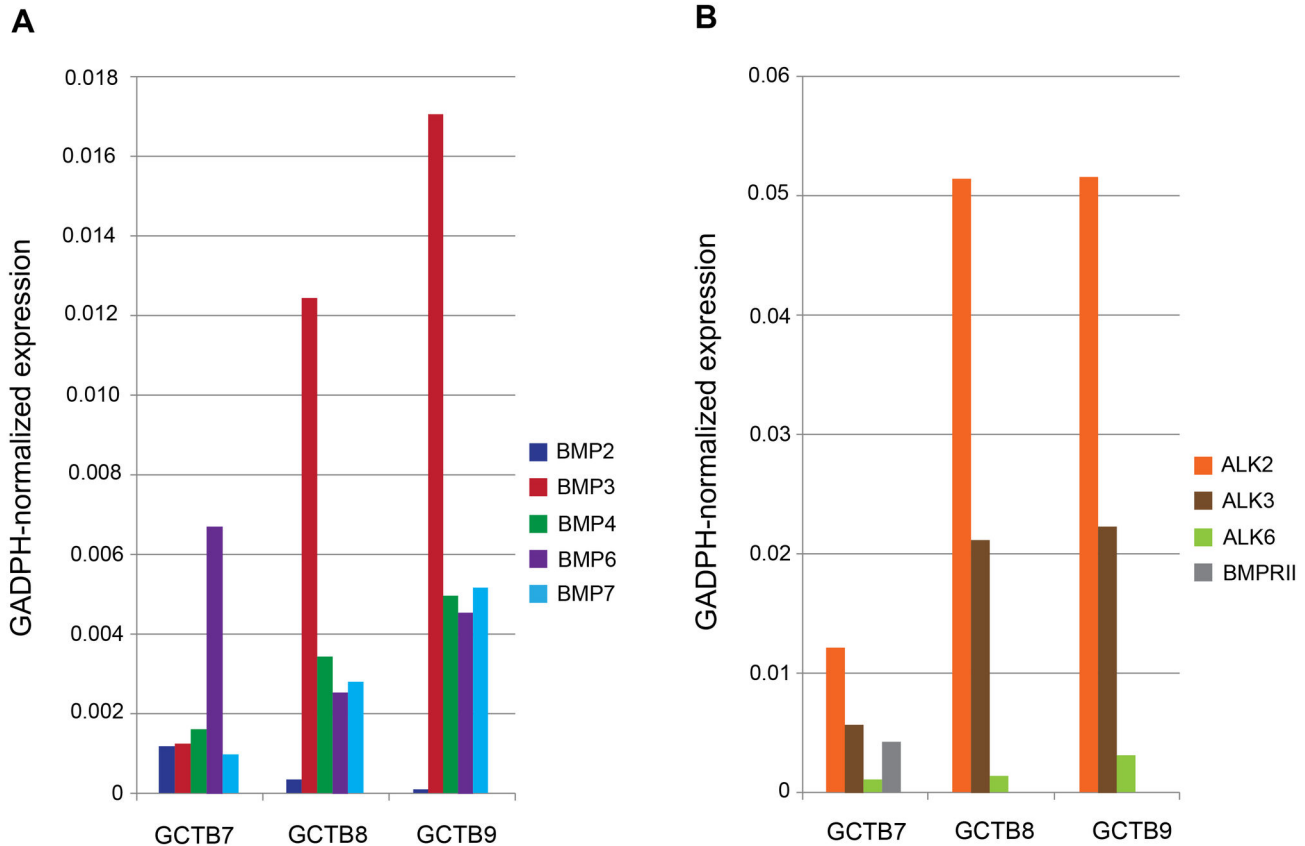 A
GADPH-normalized expression
0.018
0.016
0.014
0.012
0.010
0.008
0.006
0.004
0.002
0
GCTB7
GCTB8
GCTB9
BMP2
BMP3
BMP4
BMP6
BMP7
B
GADPH-normalized expression
0.06
0.05
0.04
0.03
0.02
0.01
0
GCTB7
GCTB8
GCTB9
ALK2
ALK3
ALK6
BMPRII